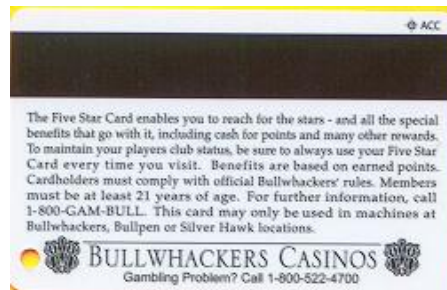 ACC
The Five Star Card enables you to reach for the stars - and all the special
benefits that go with it, including cash for points and many other rewards.
To maintain your players club status, be sure to always use your Five Star
Card every time you visit. Benefits are based on earned points.
Cardholders must comply with official Bullwhackers' rules. Members
must be at least 21 years of age. For further information, call
1-800-GAM-BULL. This card may only be used in machines at
Bullwhackers, Bullpen or Silver Hawk locations.
BULLWHACKERS CASINOS
Gambling Problem? Call 1-800-522-4700